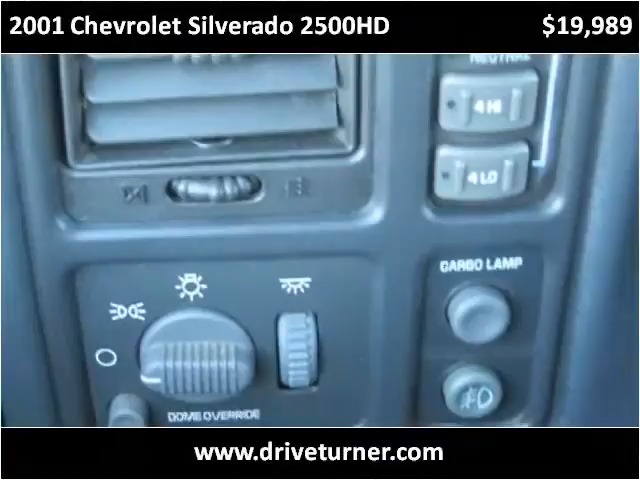 2001 Chevrolet Silverado 2500HD $19,989
NEUTRAL
4 HI
4 LO
CARGO LAMP
DOME OVERRIDE
www.driveturner.com